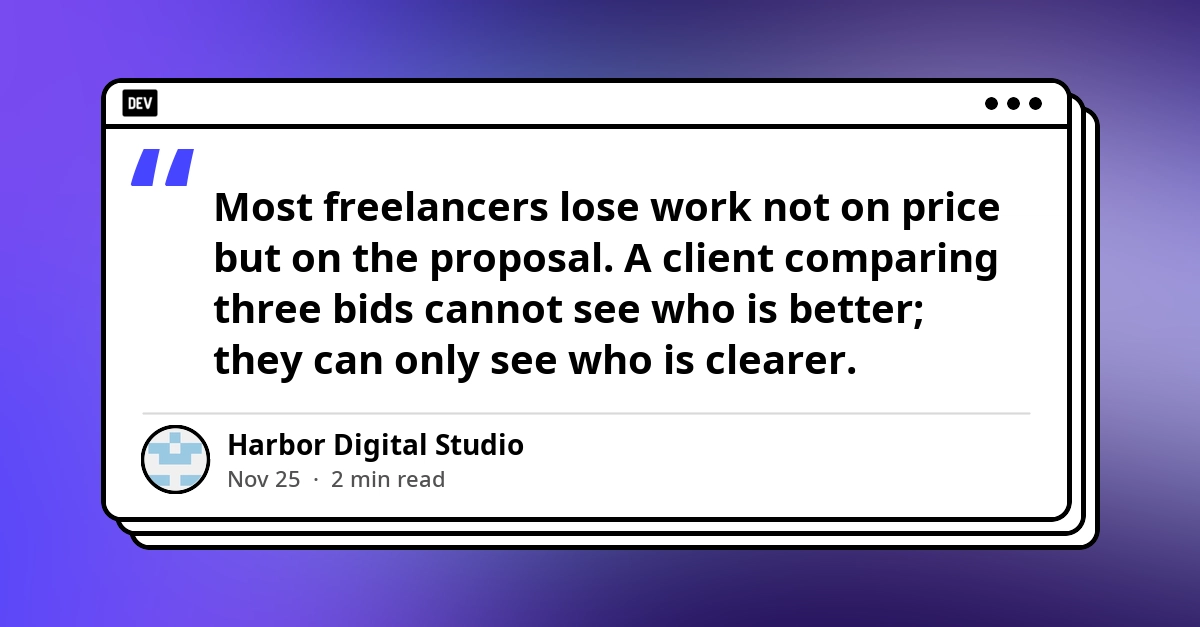 DEV
Most freelancers lose work not on price
but on the proposal. A client comparing
three bids cannot see who is better;
they can only see who is clearer.
Harbor Digital Studio
Nov 25 · 2 min read